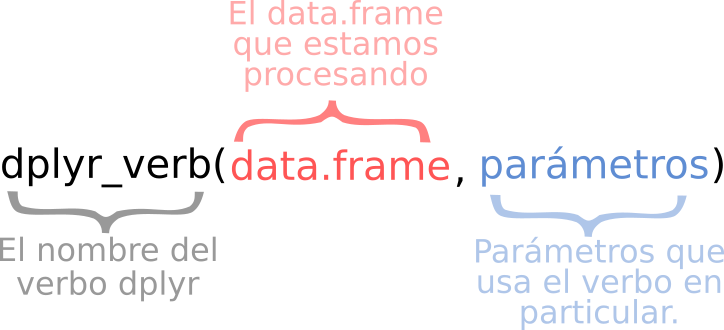 El data.frame
que estamos
procesando
dplyr_verb(data.frame, parámetros)
El nombre del
verbo dplyr
Parámetros que
usa el verbo en
particular.